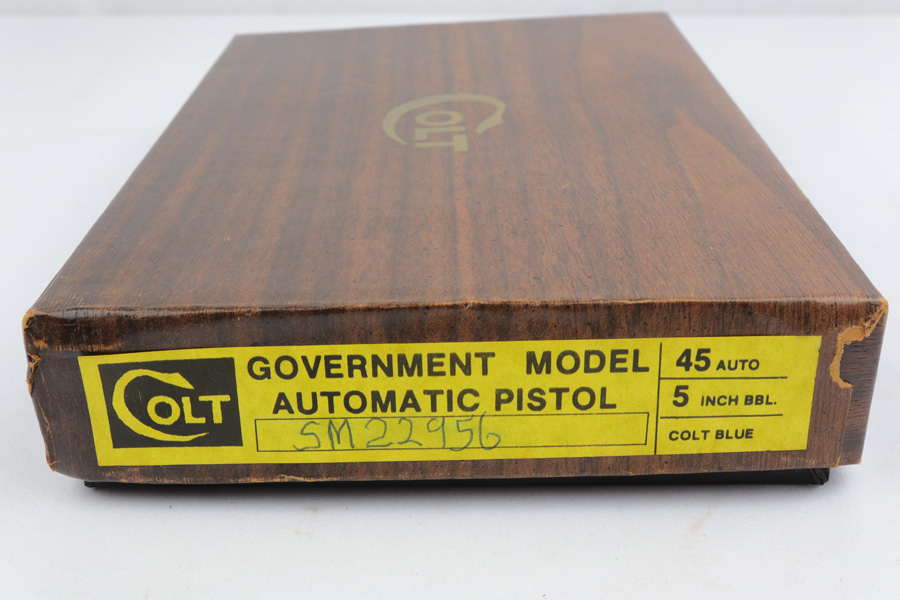 COLT
COLT
GOVERNMENT MODEL
AUTOMATIC PISTOL
SM22956
45 AUTO
5 INCH BBL.
COLT BLUE